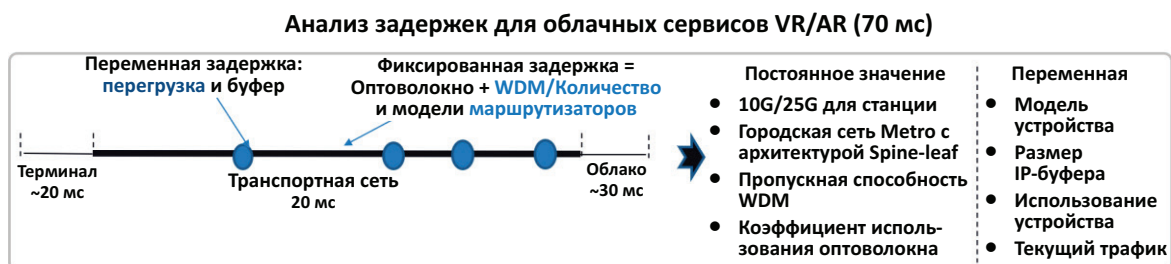 Анализ задержек для облачных сервисов VR/AR (70 мс)
Переменная задержка:
перегрузка и буфер
Фиксированная задержка =
Оптоволокно + WDM/Количество
и модели маршрутизаторов
Терминал
~20 мс
Транспортная сеть
20 мс
Облако
~30 мс
Постоянное значение
• 10G/25G для станции
• Городская сеть Metro с
архитектурой Spine-leaf
• Пропускная способность
WDM
• Коэффициент исполь-
зования оптоволокна
Переменная
• Модель
устройства
• Размер
IP-буфера
• Использование
устройства
• Текущий трафик